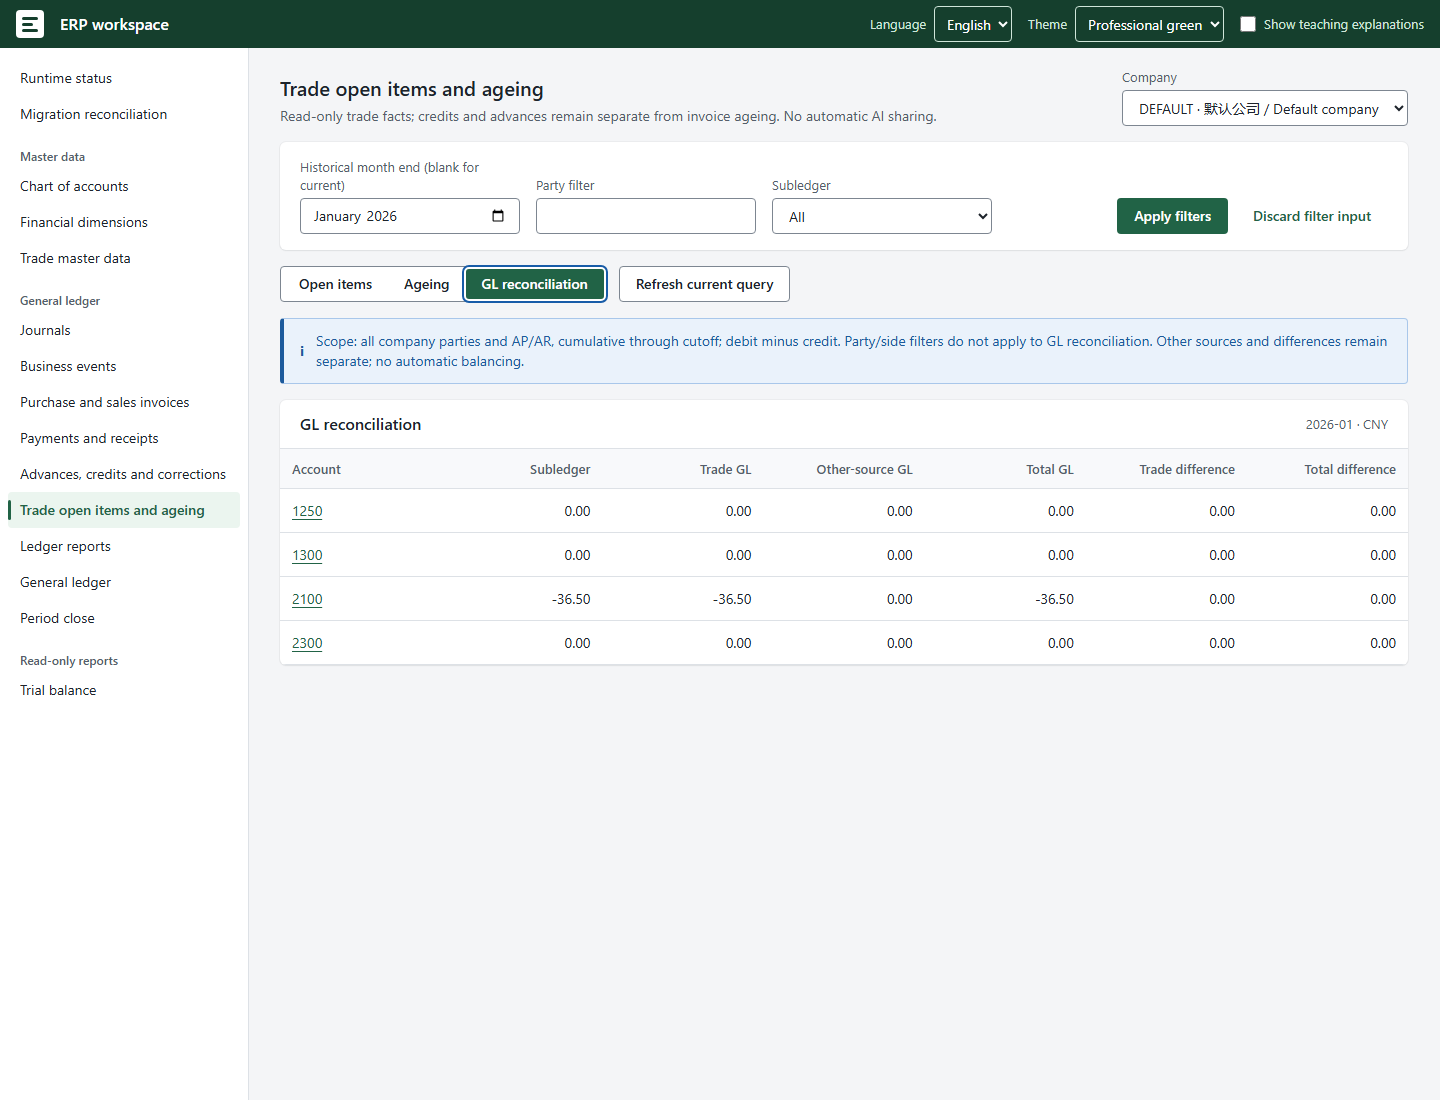 ERP workspace
Language English Theme Professional green Show teaching explanations
Runtime status
Migration reconciliation
Master data
Chart of accounts
Financial dimensions
Trade master data
General ledger
Journals
Business events
Purchase and sales invoices
Payments and receipts
Advances, credits and corrections
Trade open items and ageing
Ledger reports
General ledger
Period close
Read-only reports
Trial balance
Trade open items and ageing
Read-only trade facts; credits and advances remain separate from invoice ageing. No automatic AI sharing.
Company
DEFAULT · 默认公司 / Default company
Historical month end (blank for
current)
January 2026
Party filter
Subledger
All
Apply filters
Discard filter input
Open items Ageing GL reconciliation Refresh current query
i
Scope: all company parties and AP/AR, cumulative through cutoff; debit minus credit. Party/side filters do not apply to GL reconciliation. Other sources and differences remain
separate; no automatic balancing.
GL reconciliation 2026-01 · CNY
Account Subledger Trade GL Other-source GL Total GL Trade difference Total difference
1250 0.00 0.00 0.00 0.00 0.00 0.00
1300 0.00 0.00 0.00 0.00 0.00 0.00
2100 -36.50 -36.50 0.00 -36.50 0.00 0.00
2300 0.00 0.00 0.00 0.00 0.00 0.00